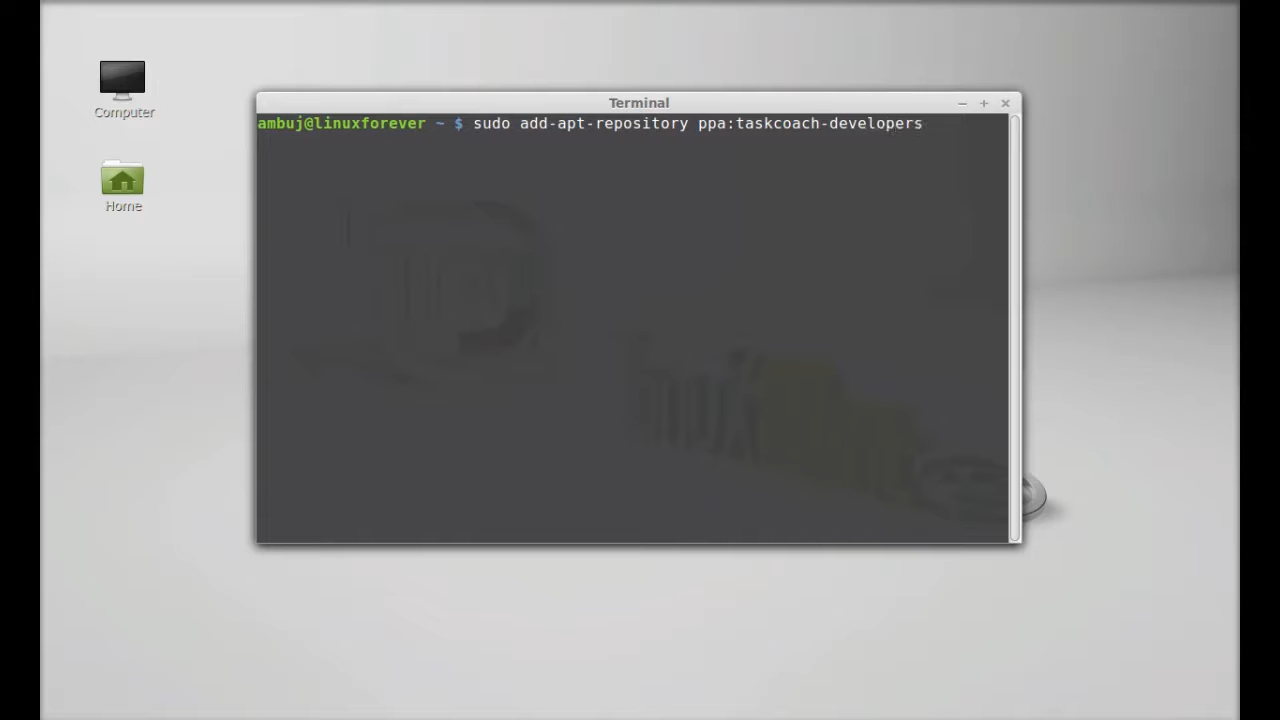 Computer
Home
Terminal
ambuj@linuxforever ~ $ sudo add-apt-repository ppa:taskcoach-developers